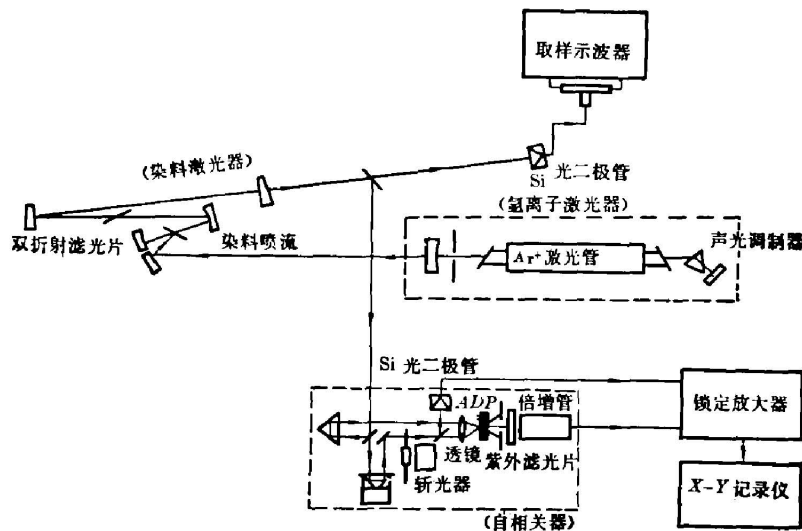 取样示波器
(染料激光器)
Si 光二极管
(氩离子激光器)
双折射滤光片
染料喷流
Ar+激光管
声光调制器
Si 光二极管
ADP
倍增管
锁定放大器
透镜
紫外滤光片
斩光器
X-Y 记录仪
(自相关器)